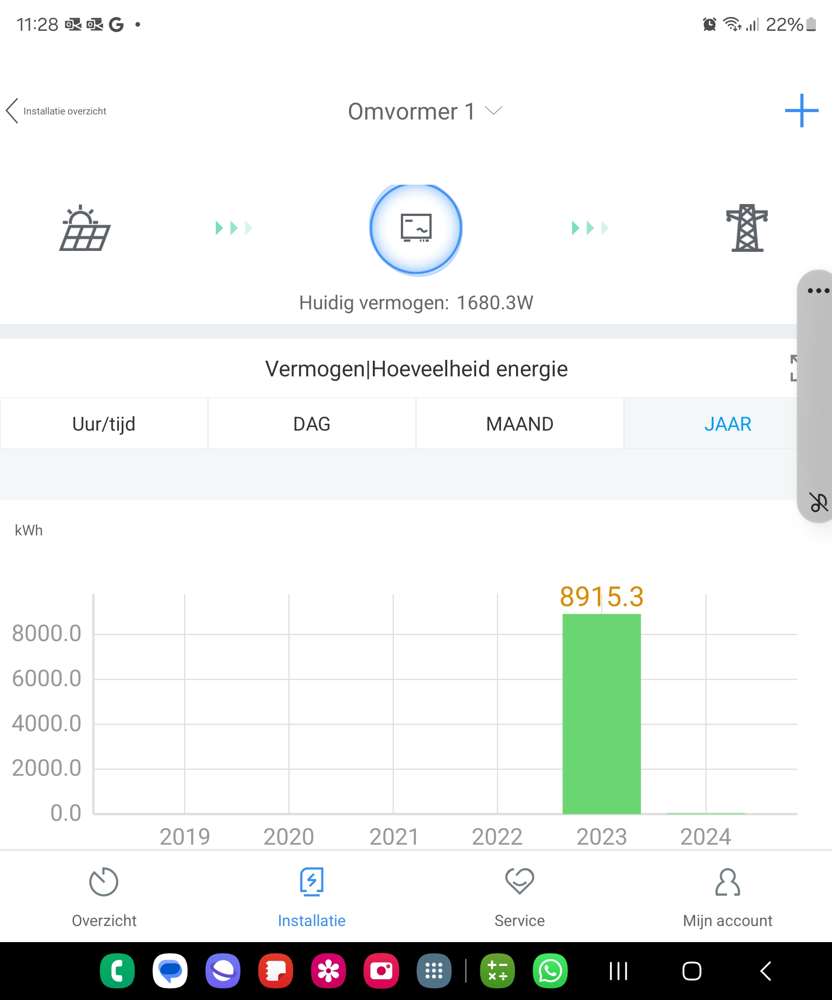 11:28
22%
Installatie overzicht
Omvormer 1
Huidig vermogen: 1680.3W
Vermogen|Hoeveelheid energie
Uur/tijd DAG MAAND JAAR
kWh
8915.3
8000.0
6000.0
4000.0
2000.0
0.0
2019 2020 2021 2022 2023 2024
Overzicht Installatie Service Mijn account